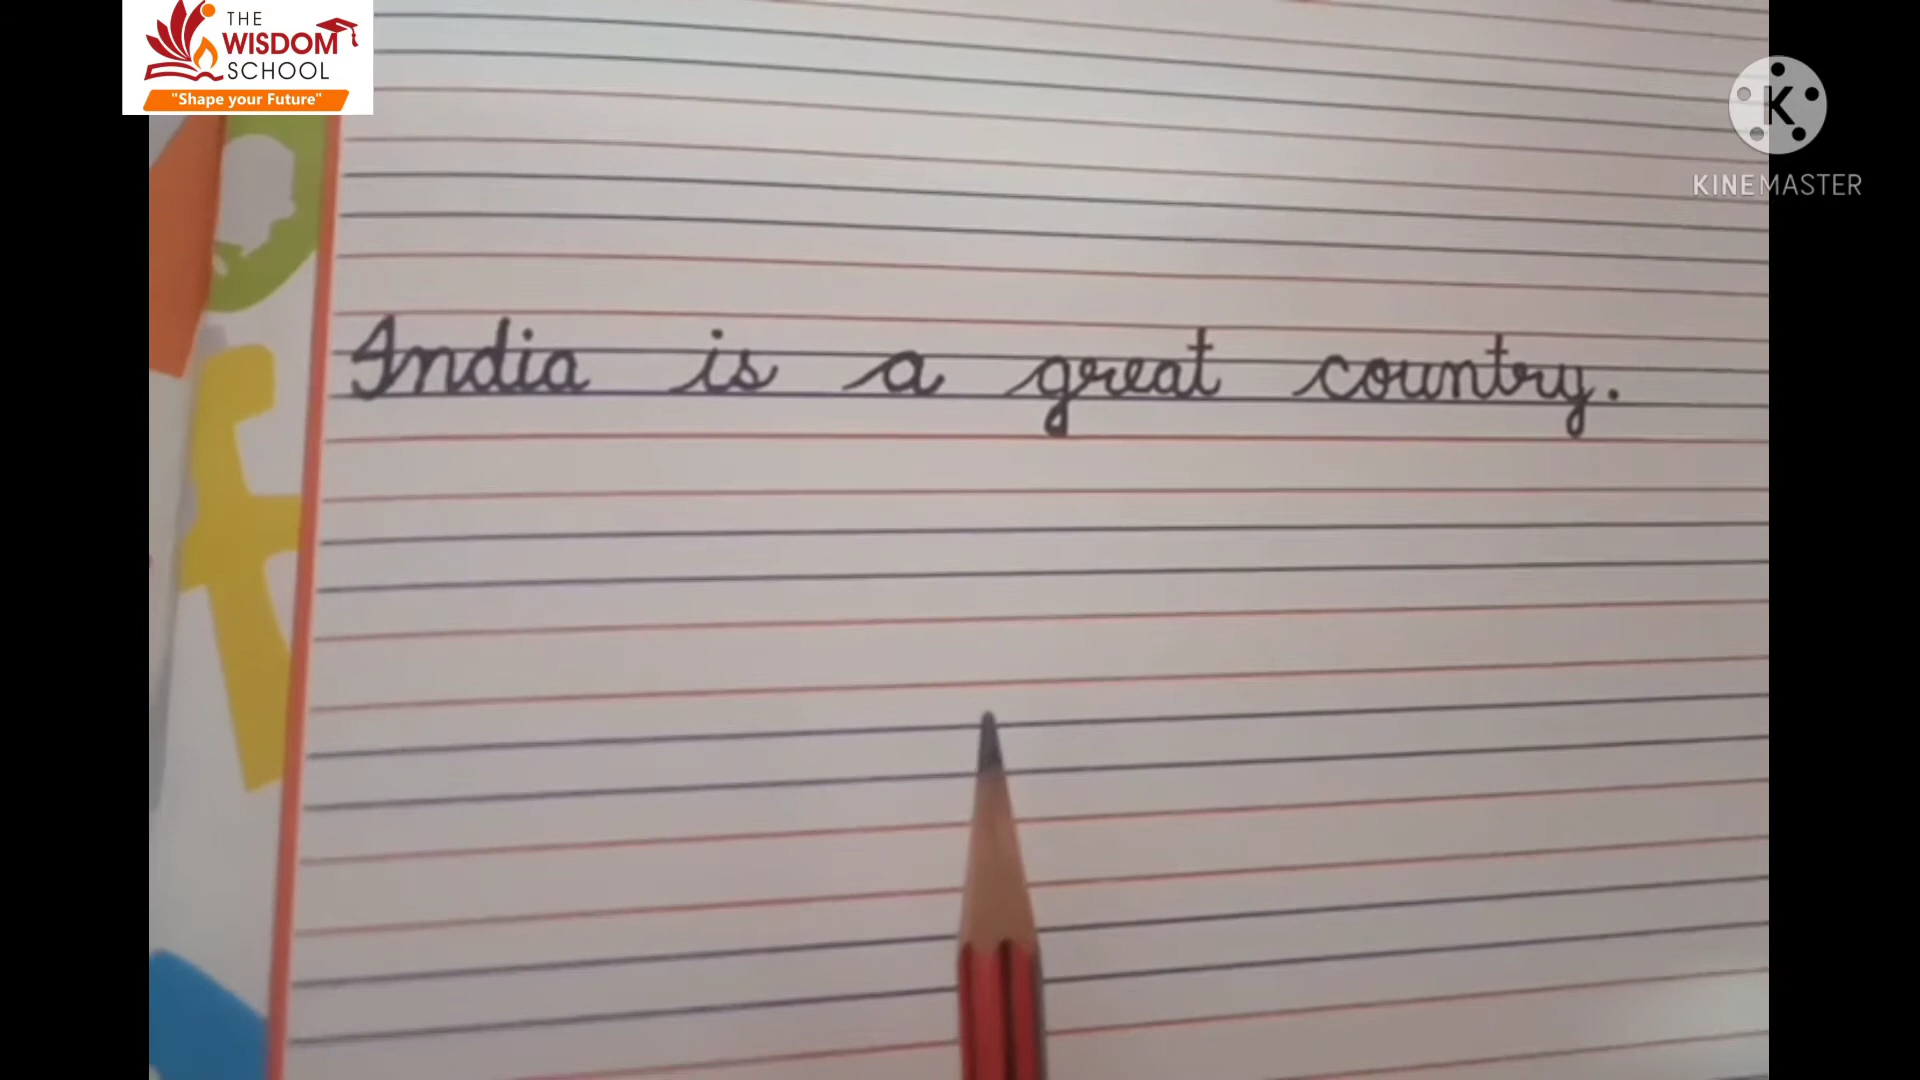 THE
WISDOM
SCHOOL
"Shape your Future"
K
KINEMASTER
India is a great country.